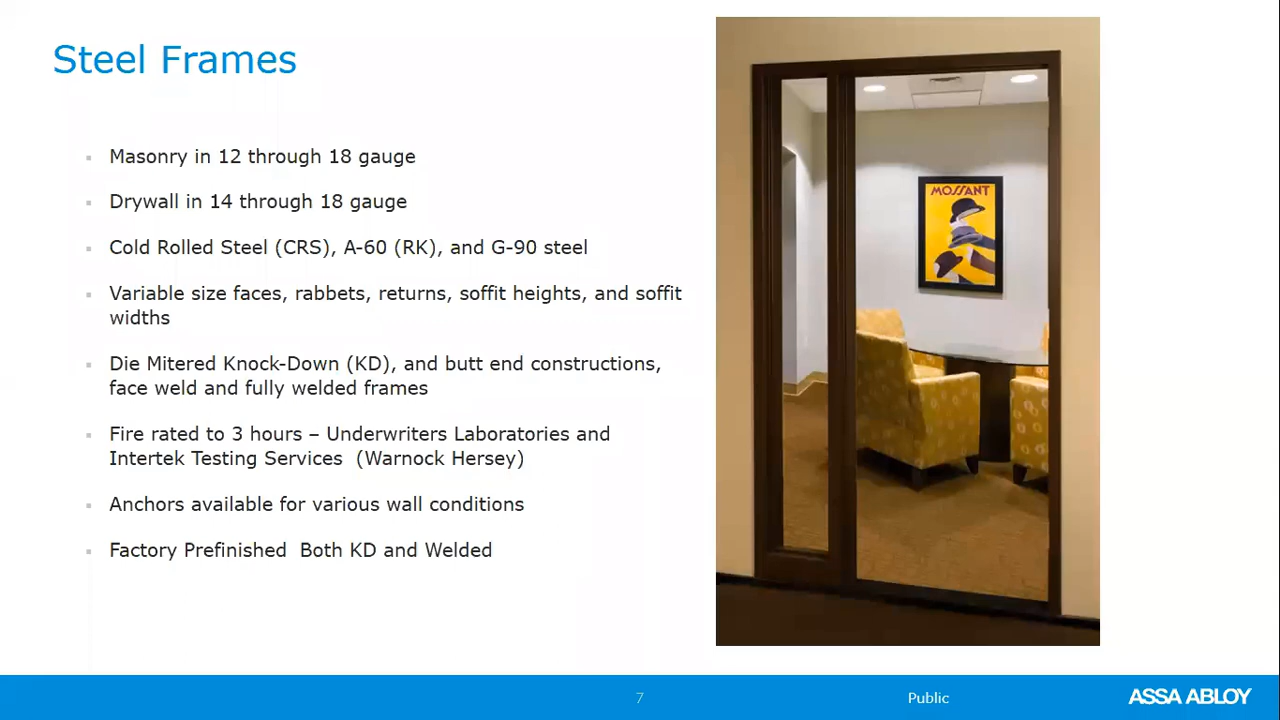 Steel Frames
Masonry in 12 through 18 gauge
Drywall in 14 through 18 gauge
Cold Rolled Steel (CRS), A-60 (RK), and G-90 steel
Variable size faces, rabbets, returns, soffit heights, and soffit
widths
Die Mitered Knock-Down (KD), and butt end constructions,
face weld and fully welded frames
Fire rated to 3 hours – Underwriters Laboratories and
Intertek Testing Services  (Warnock Hersey)
Anchors available for various wall conditions
Factory Prefinished  Both KD and Welded
MOSSANT
7
Public
ASSA ABLOY